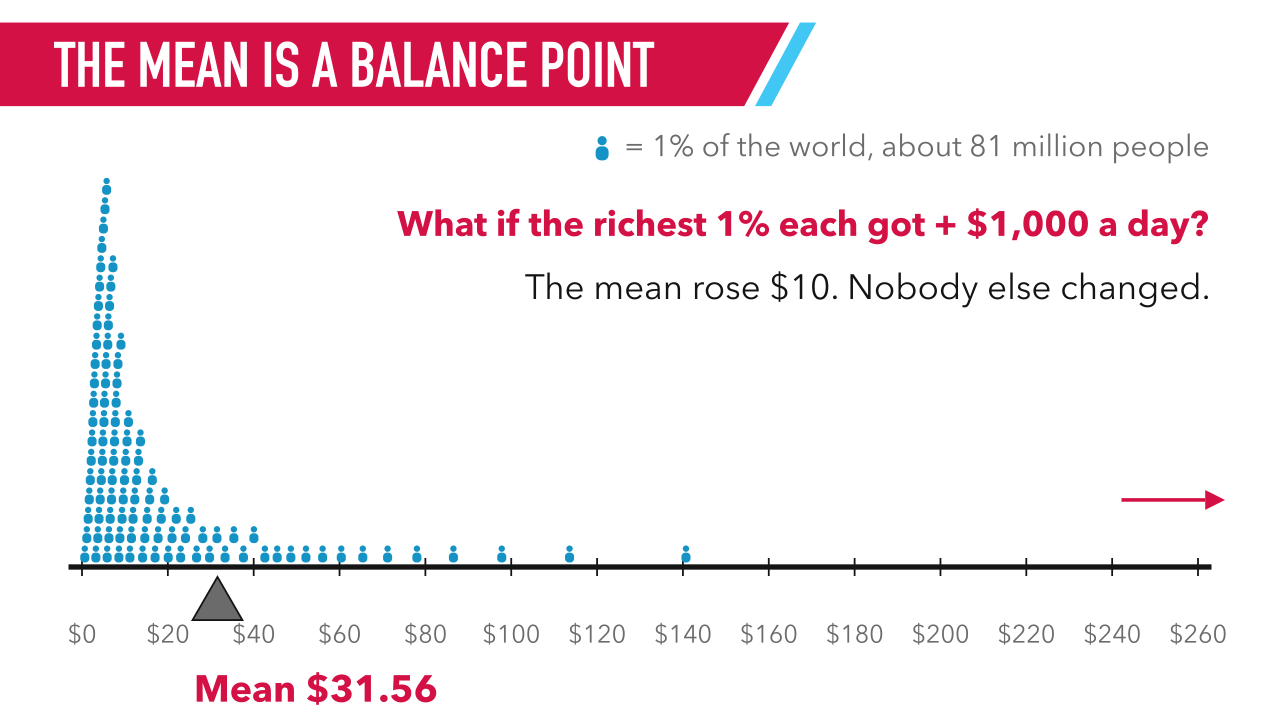 THE MEAN IS A BALANCE POINT
= 1% of the world, about 81 million people
What if the richest 1% each got + $1,000 a day?
The mean rose $10. Nobody else changed.
$0 $20 $40 $60 $80 $100 $120 $140 $160 $180 $200 $220 $240 $260
Mean $31.56